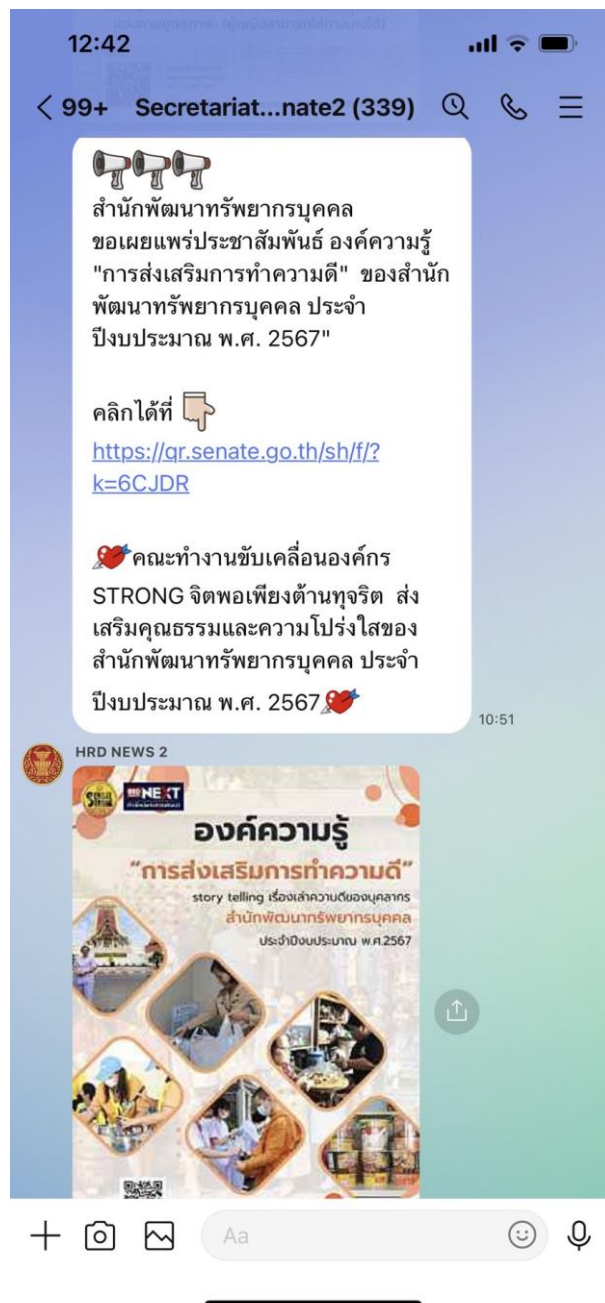 12:42
99+ Secretariat...nate2 (339)
สำนักพัฒนาทรัพยากรบุคคล
ขอเผยแพร่ประชาสัมพันธ์ องค์ความรู้
"การส่งเสริมการทำความดี" ของสำนัก
พัฒนาทรัพยากรบุคคล ประจำ
ปีงบประมาณ พ.ศ. 2567"
คลิกได้ที่
https://qr.senate.go.th/sh/f/?
k=6CJDR
คณะทำงานขับเคลื่อนองค์กร
STRONG จิตพอเพียงต้านทุจริต ส่ง
เสริมคุณธรรมและความโปร่งใสของ
สำนักพัฒนาทรัพยากรบุคคล ประจำ
ปีงบประมาณ พ.ศ. 2567
10:51
HRD NEWS 2
NEXT
องค์ความรู้
"การส่งเสริมการทำความดี"
story telling เรื่องเล่าความดีของบุคลากร
สำนักพัฒนาทรัพยากรบุคคล
ประจำปีงบประมาณ พ.ศ.2567
Aa